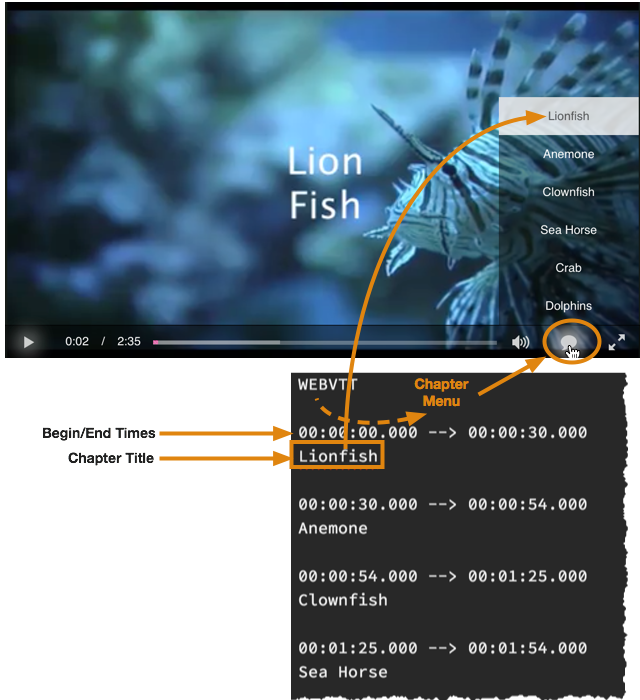 Lion
Fish
Lionfish
Anemone
Clownfish
Sea Horse
Crab
Dolphins
0:02 / 2:35
WEBVTT
Chapter
Menu
Begin/End Times
00:00:00.000 --> 00:00:30.000
Chapter Title
Lionfish
00:00:30.000 --> 00:00:54.000
Anemone
00:00:54.000 --> 00:01:25.000
Clownfish
00:01:25.000 --> 00:01:54.000
Sea Horse